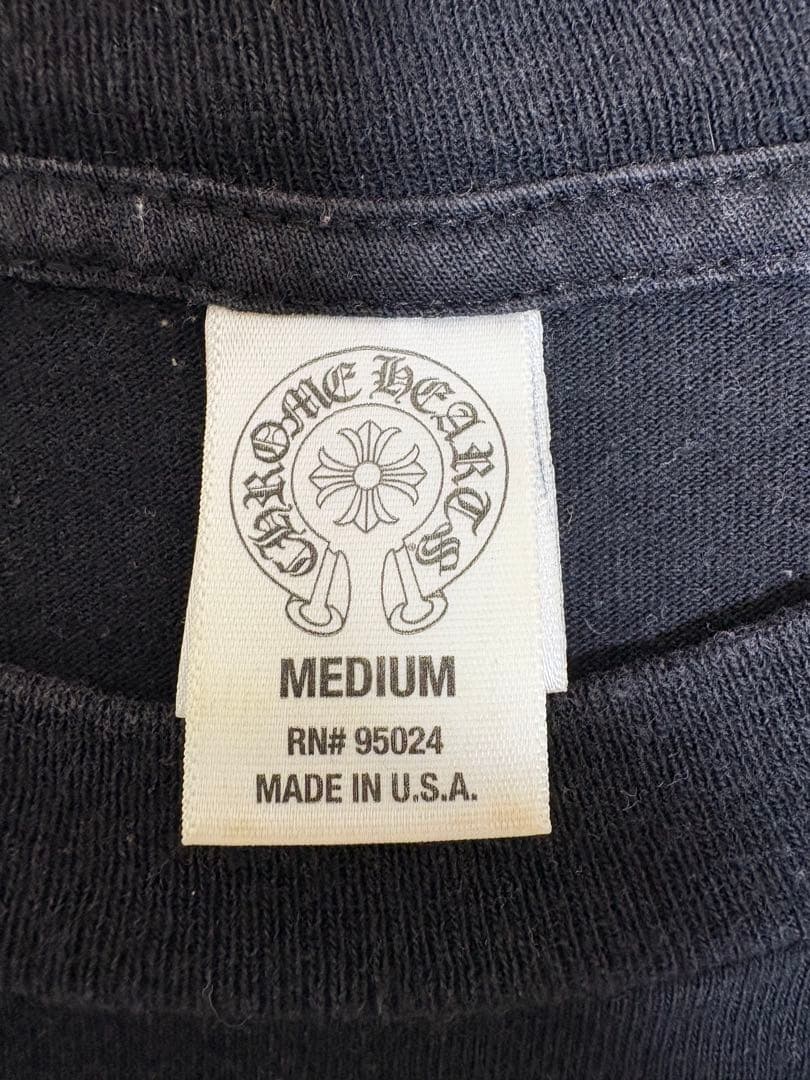 CHROME HEARTS
®
MEDIUM
RN# 95024
MADE IN U.S.A.